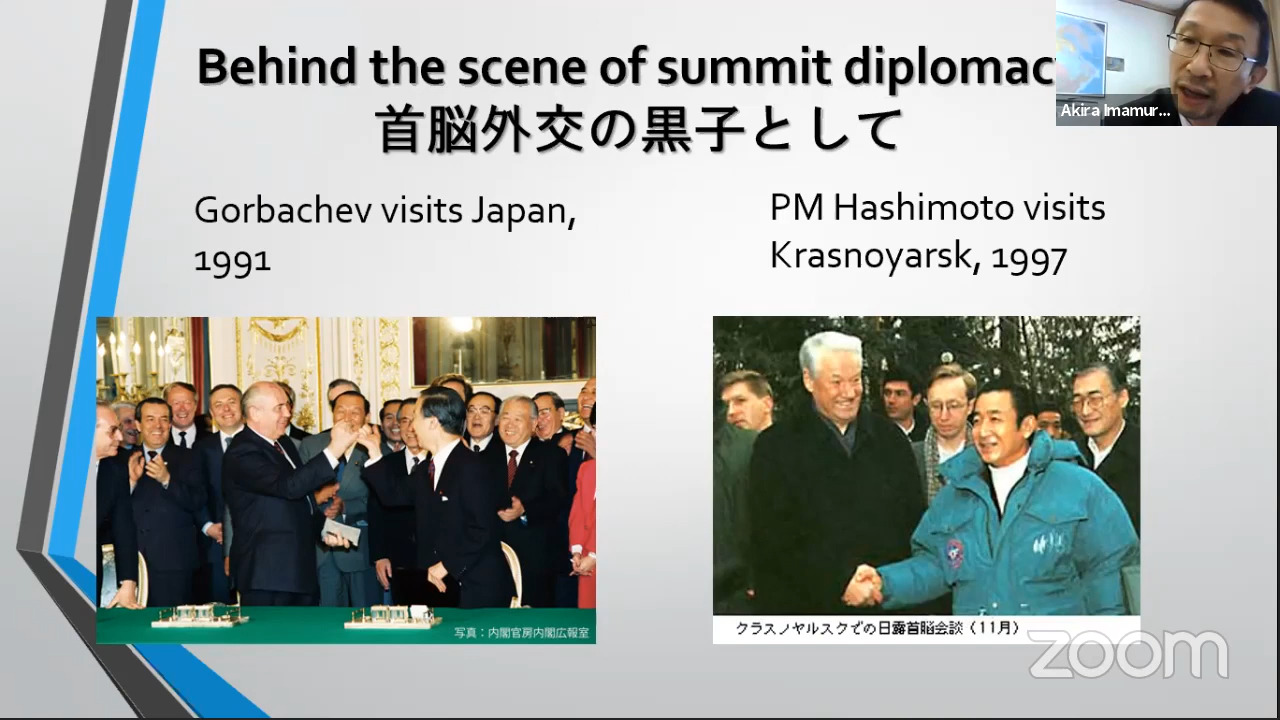 Behind the scene of summit diplomac
首脳外交の黒子として
Akira Imamur...
Gorbachev visits Japan,
1991
PM Hashimoto visits
Krasnoyarsk, 1997
写真：内閣官房内閣広報室
クラスノヤルスクでの日露首脳会談（11月）
zoom